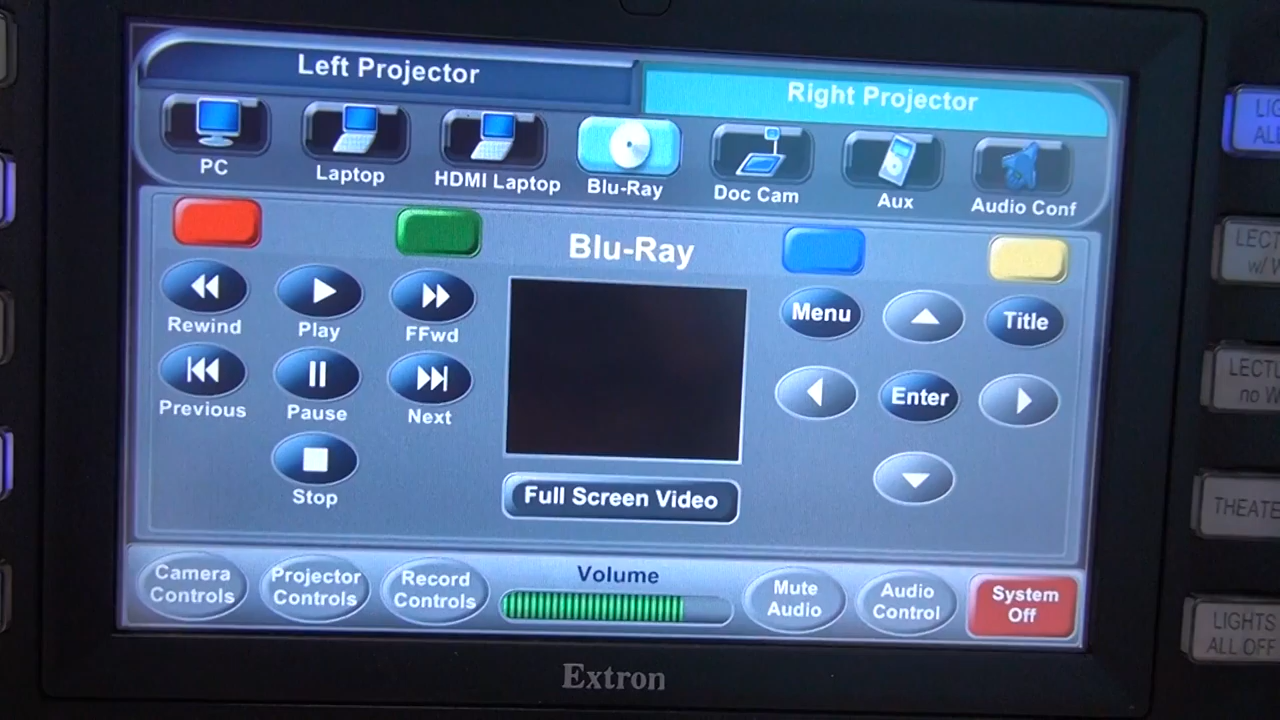 Left Projector
Right Projector
PC
Laptop
HDMI Laptop
Blu-Ray
Doc Cam
Aux
Audio Conf
Blu-Ray
Rewind
Play
FFwd
Menu
Title
Previous
Pause
Next
Enter
Stop
Full Screen Video
Camera
Controls
Projector
Controls
Record
Controls
Volume
Mute
Audio
Audio
Control
System
Off
Extron
w/
no
LIGHTS
ALL OFF